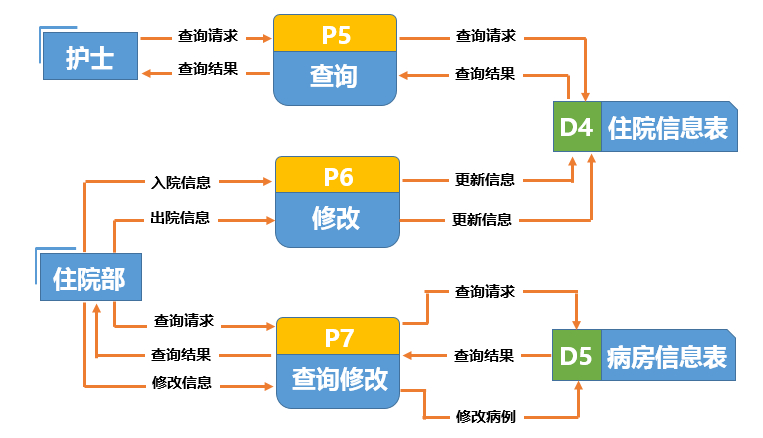 查询请求
P5
查询请求
护士
查询结果
查询
查询结果
D4
住院信息表
入院信息
P6
更新信息
出院信息
修改
更新信息
住院部
查询请求
查询请求
P7
查询结果
查询结果
D5
病房信息表
修改信息
查询修改
修改病例